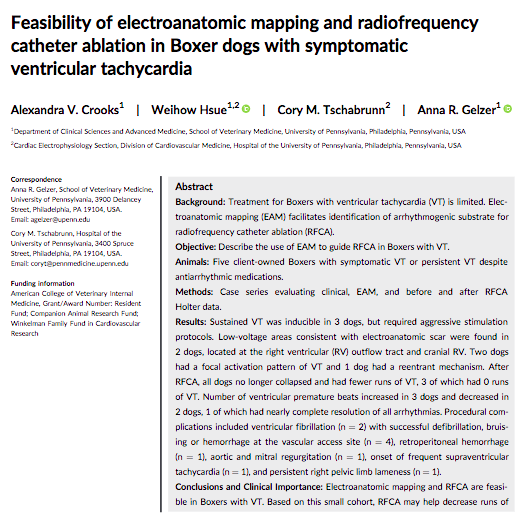 Feasibility of electroanatomic mapping and radiofrequency
catheter ablation in Boxer dogs with symptomatic
ventricular tachycardia
Alexandra V. Crooks1 | Weihow Hsue1,2 | Cory M. Tschabrunn2 | Anna R. Gelzer1
1Department of Clinical Sciences and Advanced Medicine, School of Veterinary Medicine, University of Pennsylvania, Philadelphia, Pennsylvania, USA
2Cardiac Electrophysiology Section, Division of Cardiovascular Medicine, Hospital of the University of Pennsylvania, Philadelphia, Pennsylvania, USA
Correspondence
Anna R. Gelzer, School of Veterinary Medicine,
University of Pennsylvania, 3900 Delancey
Street, Philadelphia, PA 19104, USA.
Email: agelzer@upenn.edu
Cory M. Tschabrunn, Hospital of the
University of Pennsylvania, 3400 Spruce
Street, Philadelphia, PA 19104, USA.
Email: coryt@pennmedicine.upenn.edu
Funding information
American College of Veterinary Internal
Medicine, Grant/Award Number: Resident
Fund; Companion Animal Research Fund;
Winkelman Family Fund in Cardiovascular
Research
Abstract
Background: Treatment for Boxers with ventricular tachycardia (VT) is limited. Elec-
troanatomic mapping (EAM) facilitates identification of arrhythmogenic substrate for
radiofrequency catheter ablation (RFCA).
Objective: Describe the use of EAM to guide RFCA in Boxers with VT.
Animals: Five client-owned Boxers with symptomatic VT or persistent VT despite
antiarrhythmic medications.
Methods: Case series evaluating clinical, EAM, and before and after RFCA
Holter data.
Results: Sustained VT was inducible in 3 dogs, but required aggressive stimulation
protocols. Low-voltage areas consistent with electroanatomic scar were found in
2 dogs, located at the right ventricular (RV) outflow tract and cranial RV. Two dogs
had a focal activation pattern of VT and 1 dog had a reentrant mechanism. After
RFCA, all dogs no longer collapsed and had fewer runs of VT, 3 of which had 0 runs
of VT. Number of ventricular premature beats increased in 3 dogs and decreased in
2 dogs, 1 of which had nearly complete resolution of all arrhythmias. Procedural com-
plications included ventricular fibrillation (n = 2) with successful defibrillation, bruis-
ing or hemorrhage at the vascular access site (n = 4), retroperitoneal hemorrhage
(n = 1), aortic and mitral regurgitation (n = 1), onset of frequent supraventricular
tachycardia (n = 1), and persistent right pelvic limb lameness (n = 1).
Conclusions and Clinical Importance: Electroanatomic mapping and RFCA are feasi-
ble in Boxers with VT. Based on this small cohort, RFCA may help decrease runs of